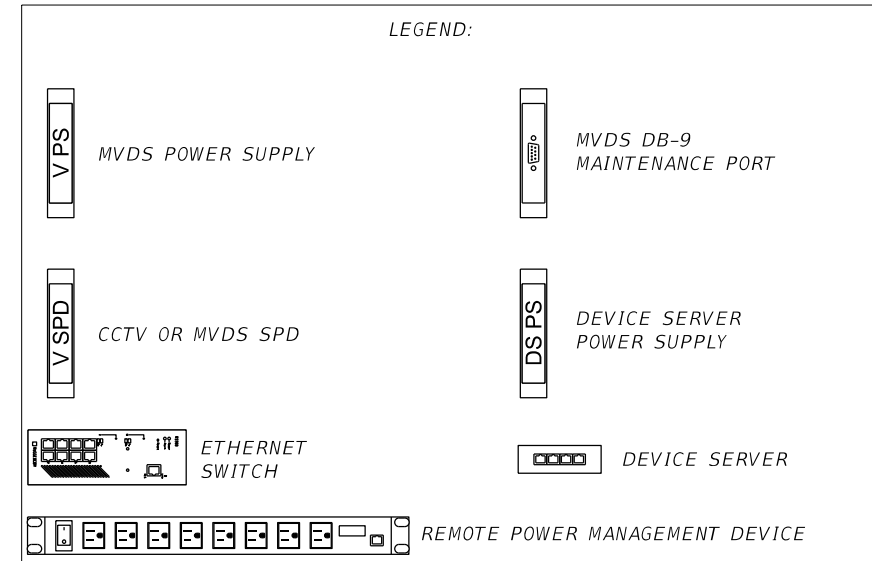 LEGEND:
V PS
MVDS POWER SUPPLY
MVDS DB-9
MAINTENANCE PORT
V SPD
CCTV OR MVDS SPD
DS PS
DEVICE SERVER
POWER SUPPLY
ETHERNET
SWITCH
DEVICE SERVER
REMOTE POWER MANAGEMENT DEVICE